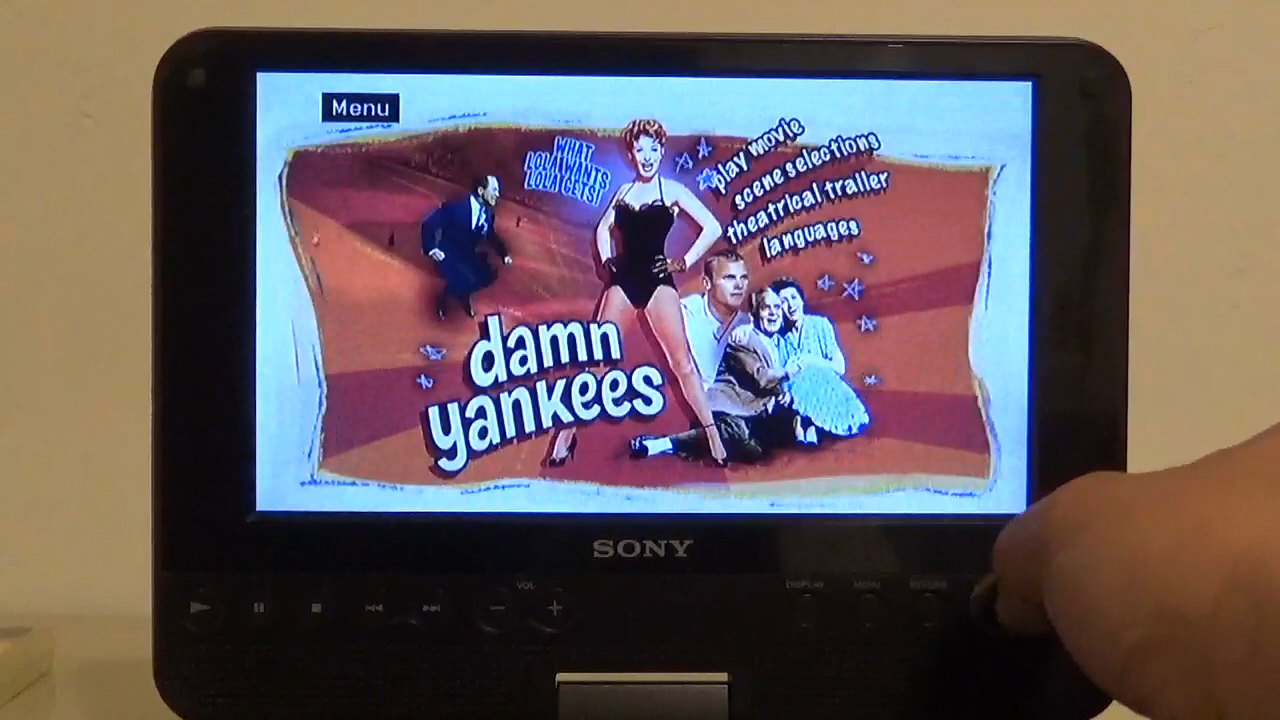 Menu
WHAT
LOLA WANTS
LOLA GETS!
play movie
scene selections
theatrical trailer
languages
damn
yankees
SONY
VOL
DISPLAY
MENU
RETURN